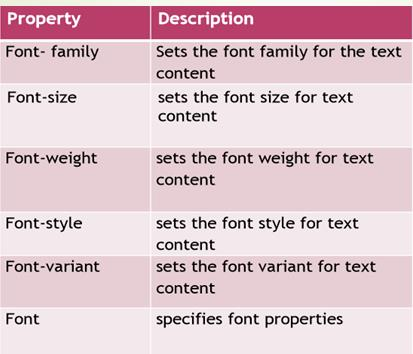 Property Description
Font- family Sets the font family for the text
content
Font-size sets the font size for text
content
Font-weight sets the font weight for text
content
Font-style sets the font style for text
content
Font-variant sets the font variant for text
content
Font specifies font properties